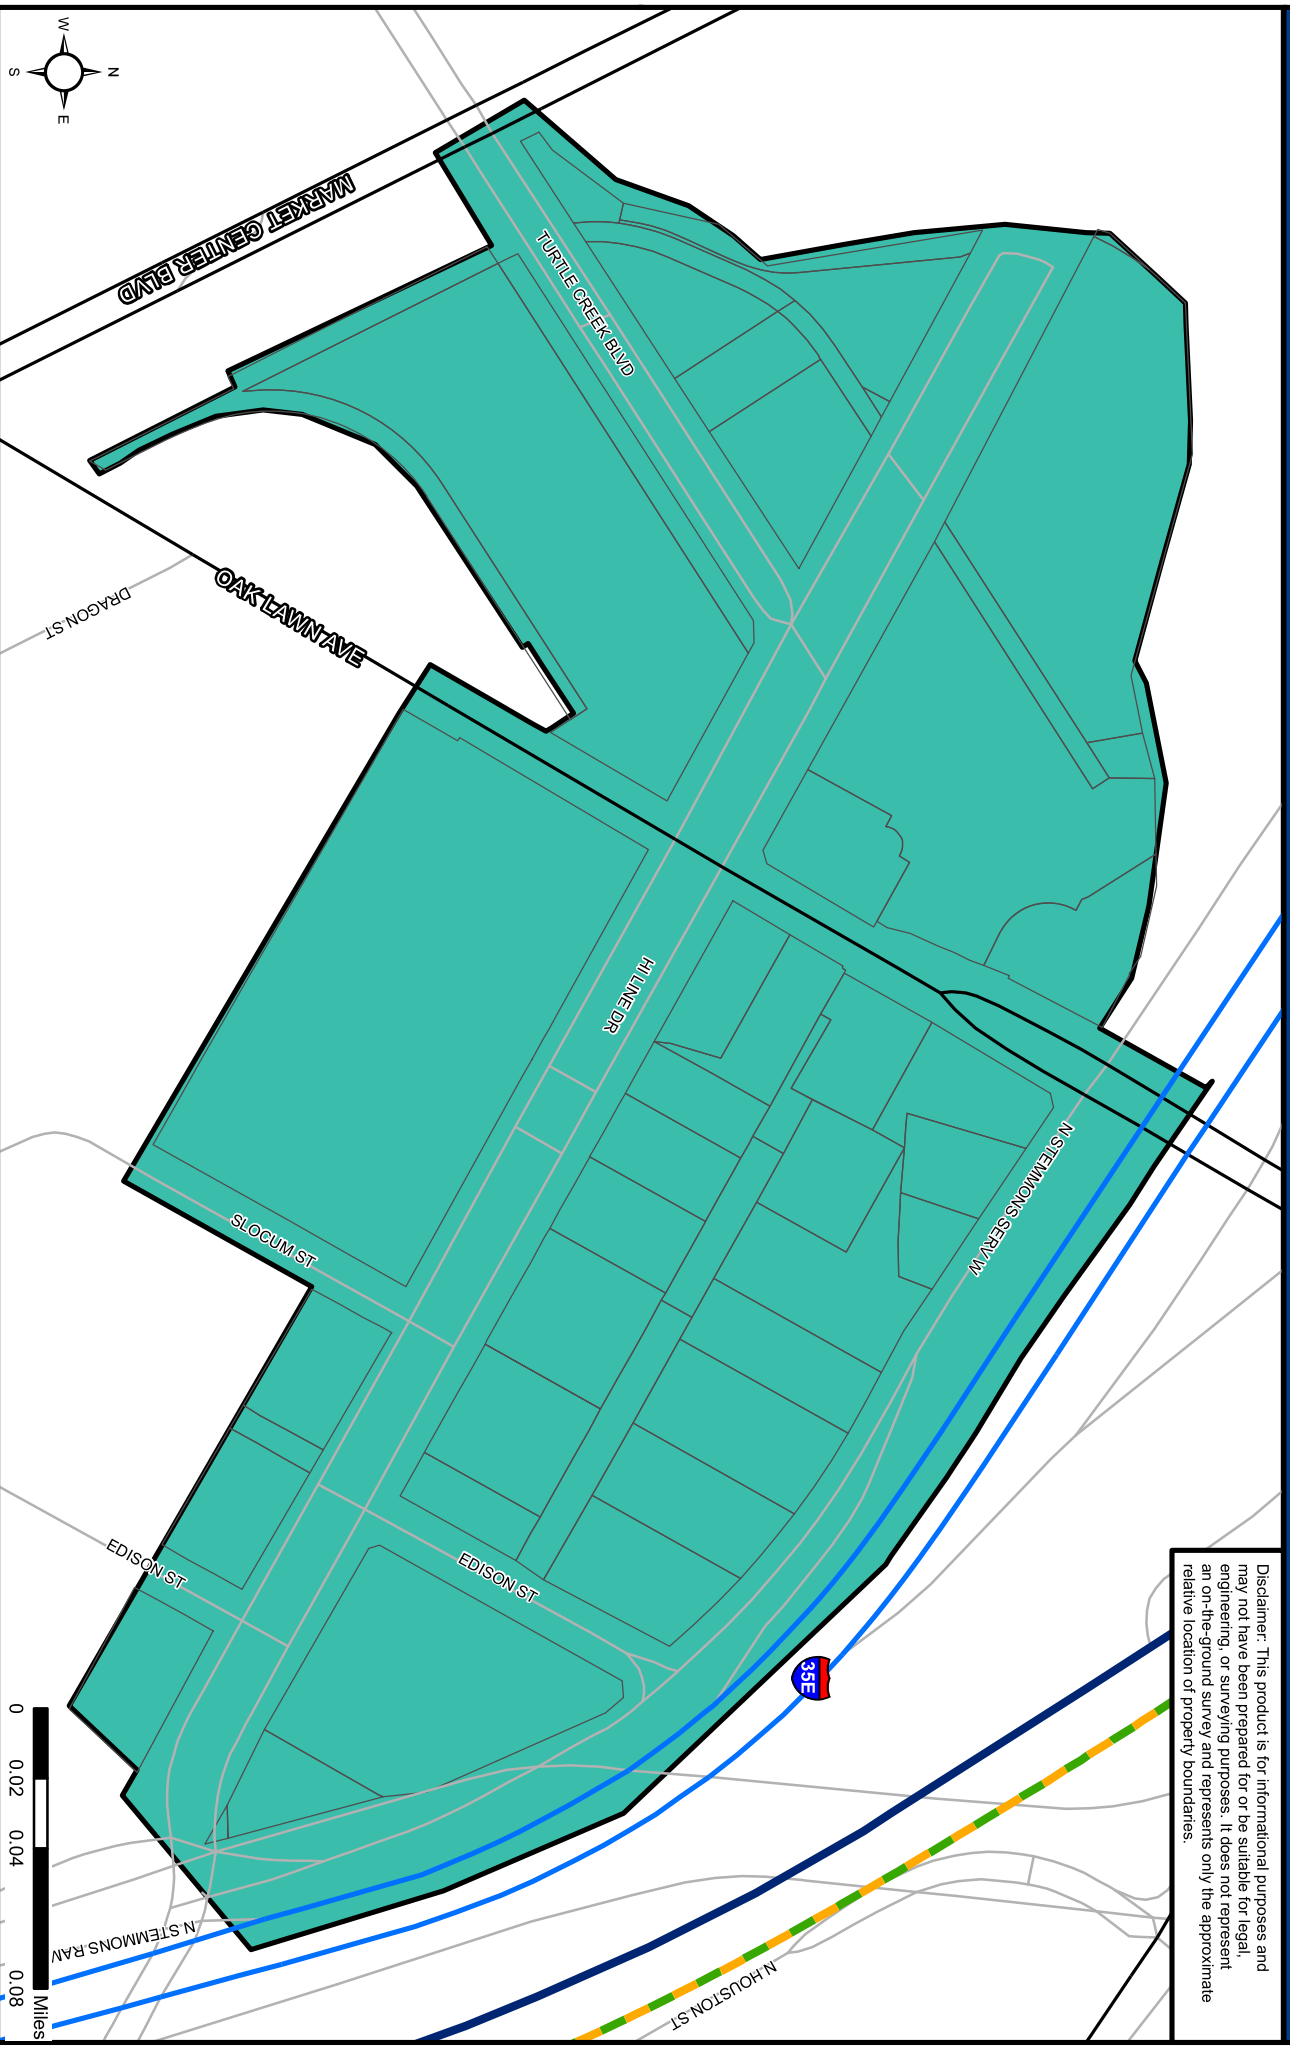 Disclaimer: This product is for informational purposes and
may not have been prepared for or be suitable for legal,
engineering, or surveying purposes. It does not represent
an on-the-ground survey and represents only the approximate
relative location of property boundaries.
N
W
E
S
MARKET CENTER BLVD
TURTLE CREEK BLVD
OAK LAWN AVE
DRAGON ST
HI LINE DR
N STEMMONS SERV W
SLOCUM ST
EDISON ST
EDISON ST
35E
N STEMMONS RAM
N HOUSTON ST
0 0.02 0.04 0.08
Miles